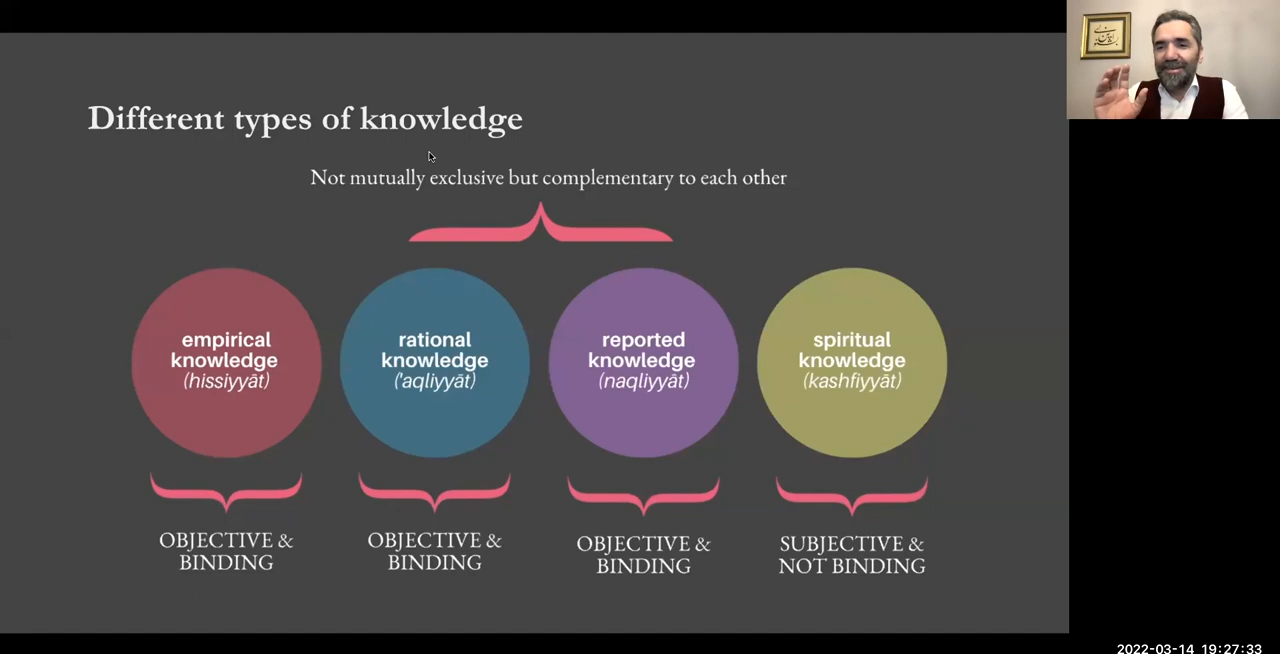 Different types of knowledge
Not mutually exclusive but complementary to each other
empirical
knowledge
(hissiyyāt)
rational
knowledge
('aqliyyāt)
reported
knowledge
(naqliyyāt)
spiritual
knowledge
(kashfiyyāt)
OBJECTIVE &
BINDING
OBJECTIVE &
BINDING
OBJECTIVE &
BINDING
SUBJECTIVE &
NOT BINDING
2022-03-14 19:27:33